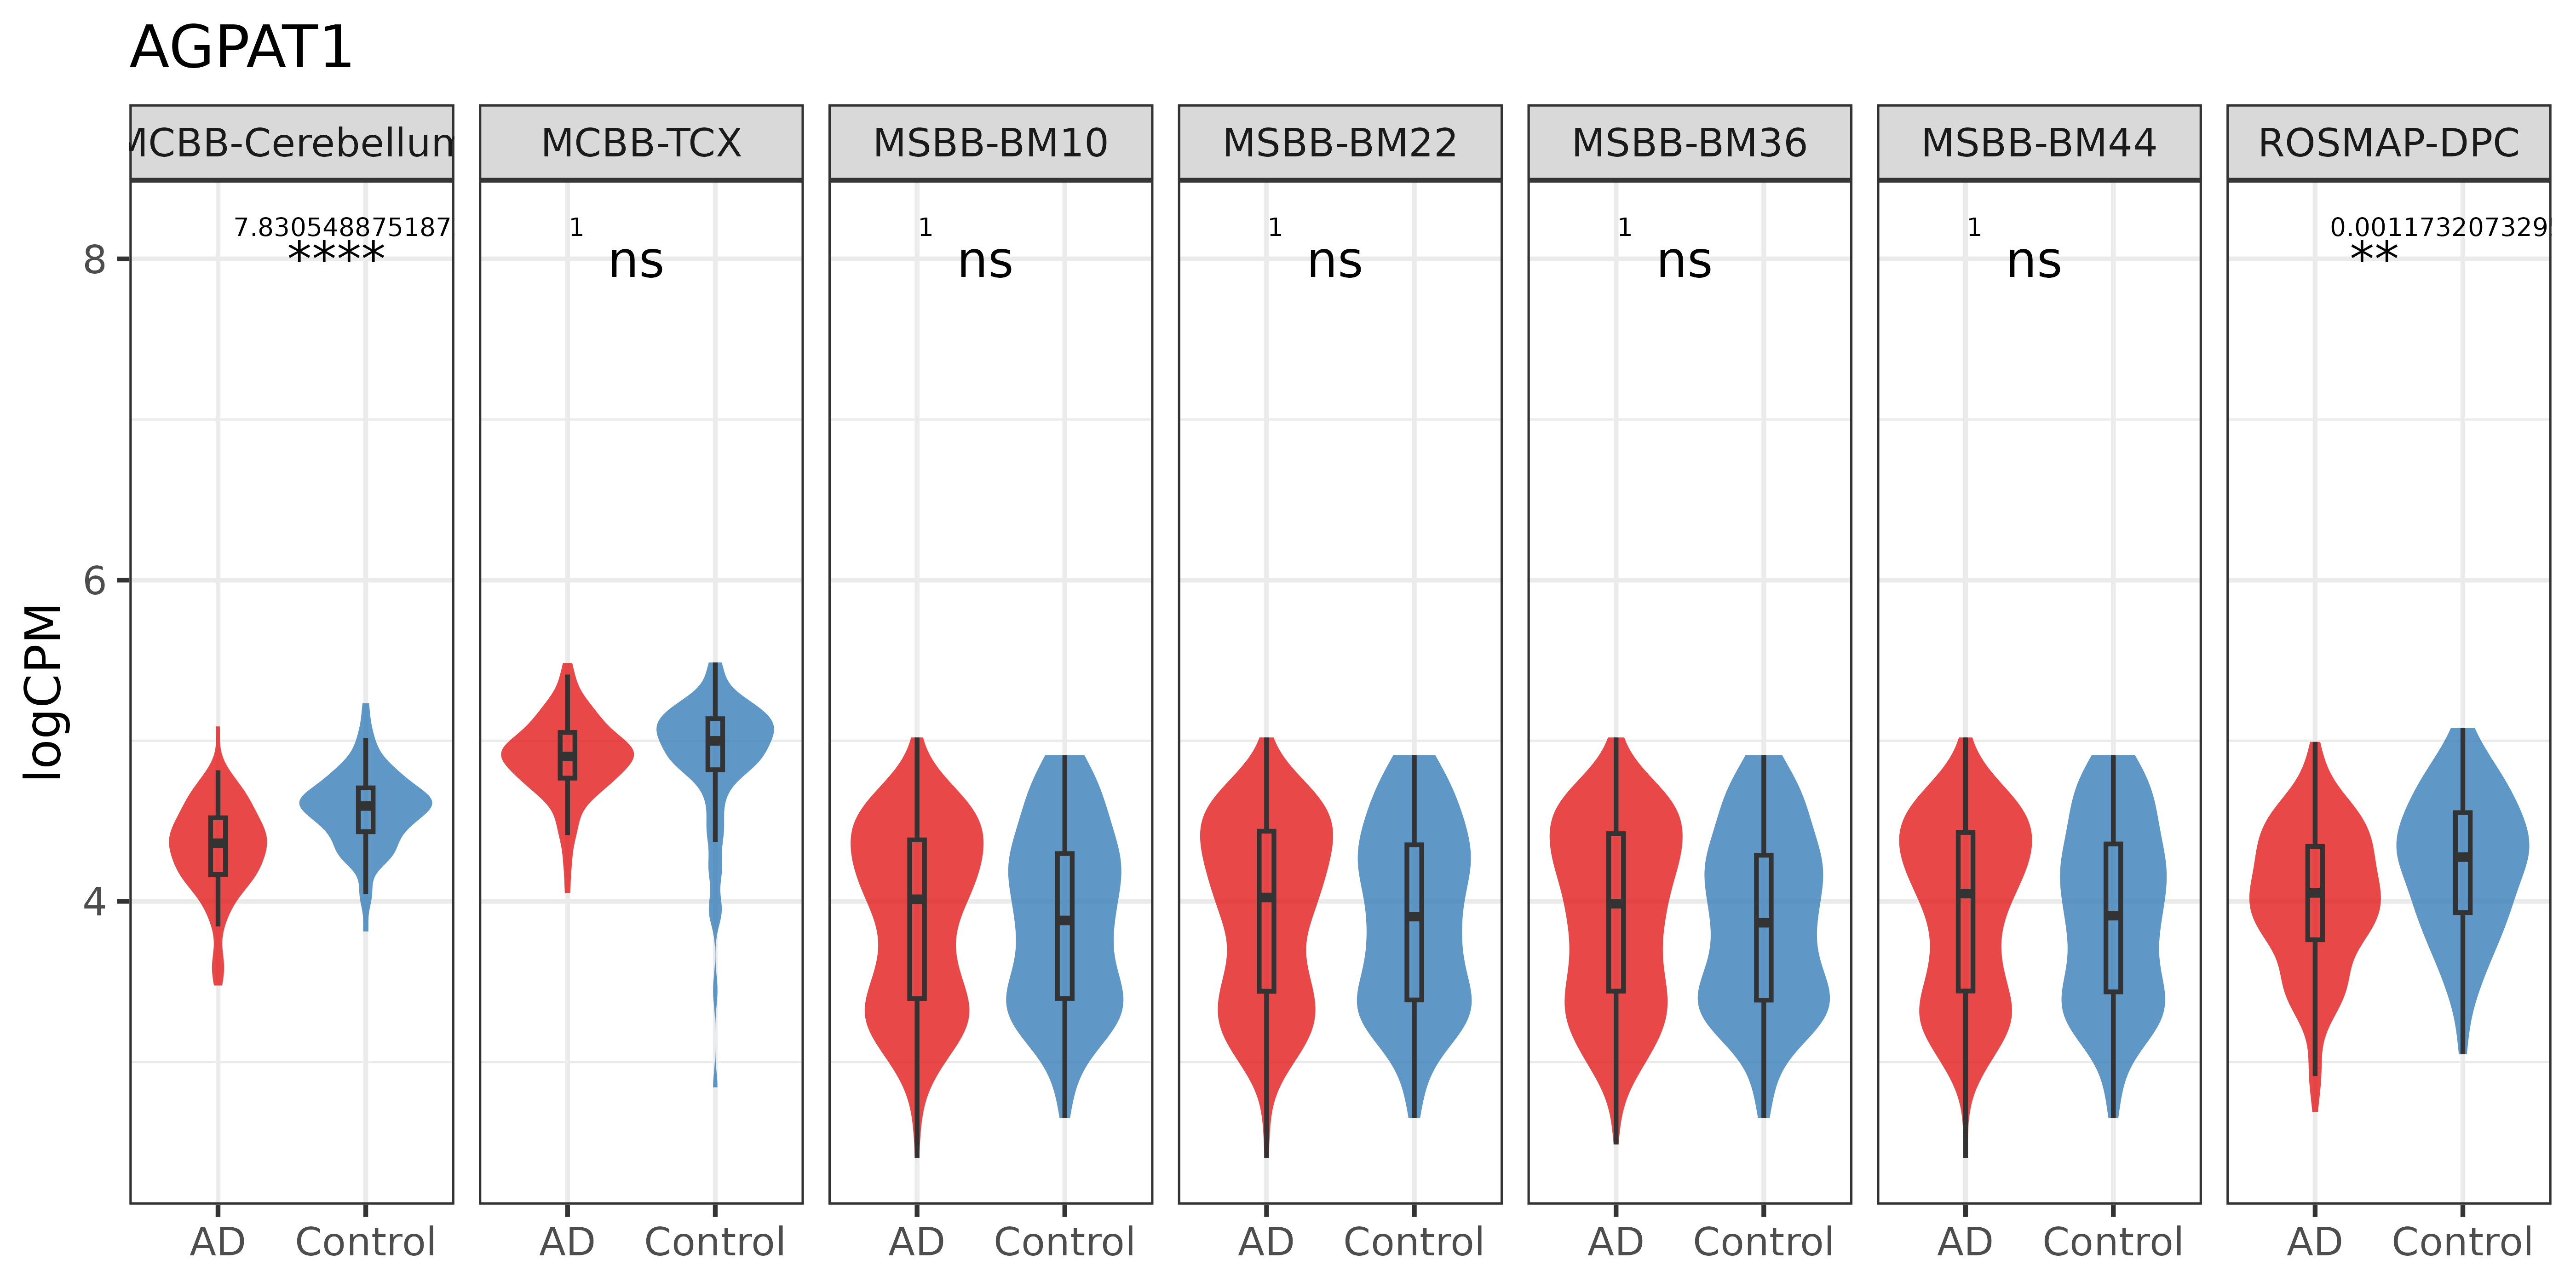 AGPAT1
MCBB-Cerebellum MCBB-TCX MSBB-BM10 MSBB-BM22 MSBB-BM36 MSBB-BM44 ROSMAP-DPC
7.830548875187 1 1 1 1 1 0.001173207329
**** ns ns ns ns ns **
8
6
4
logCPM
AD Control AD Control AD Control AD Control AD Control AD Control AD Control